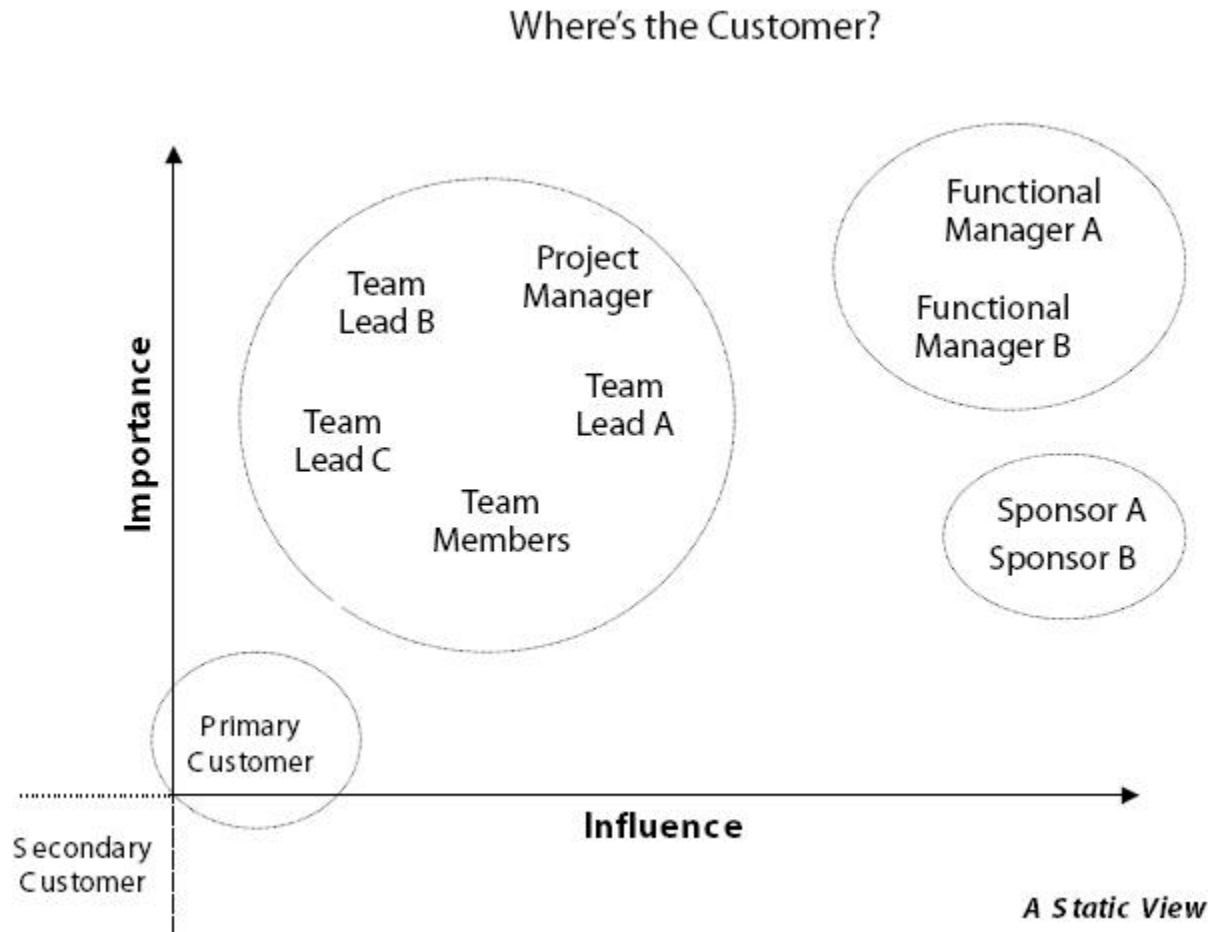 Where's the Customer?
Functional
Manager A
Functional
Manager B
Project
Manager
Team
Lead B
Team
Lead A
Team
Lead C
Team
Members
Sponsor A
Sponsor B
Importance
Primary
Customer
Influence
Secondary
Customer
A Static View